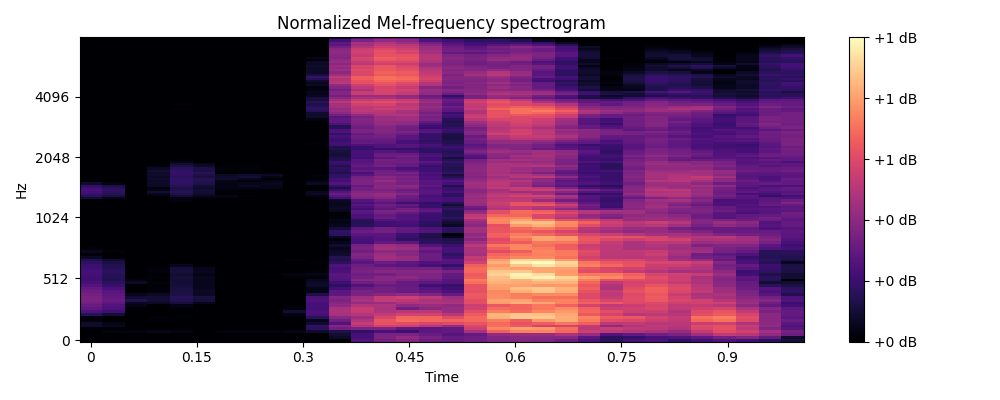 Normalized Mel-frequency spectrogram
Hz
4096
2048
1024
512
0
0 0.15 0.3 0.45 0.6 0.75 0.9
Time
+1 dB
+1 dB
+1 dB
+0 dB
+0 dB
+0 dB